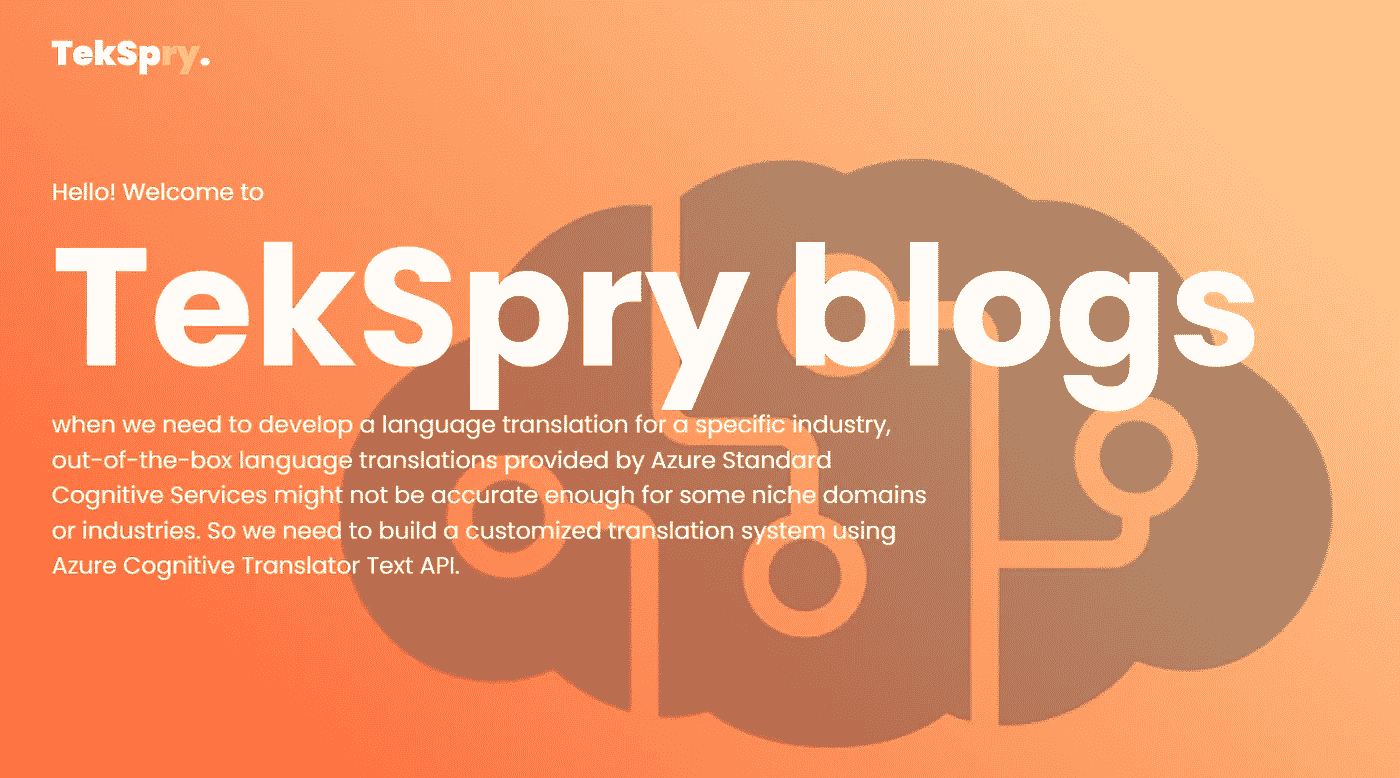 TekSpry.
Hello! Welcome to
TekSpry blogs
when we need to develop a language translation for a specific industry,
out-of-the-box language translations provided by Azure Standard
Cognitive Services might not be accurate enough for some niche domains
or industries. So we need to build a customized translation system using
Azure Cognitive Translator Text API.